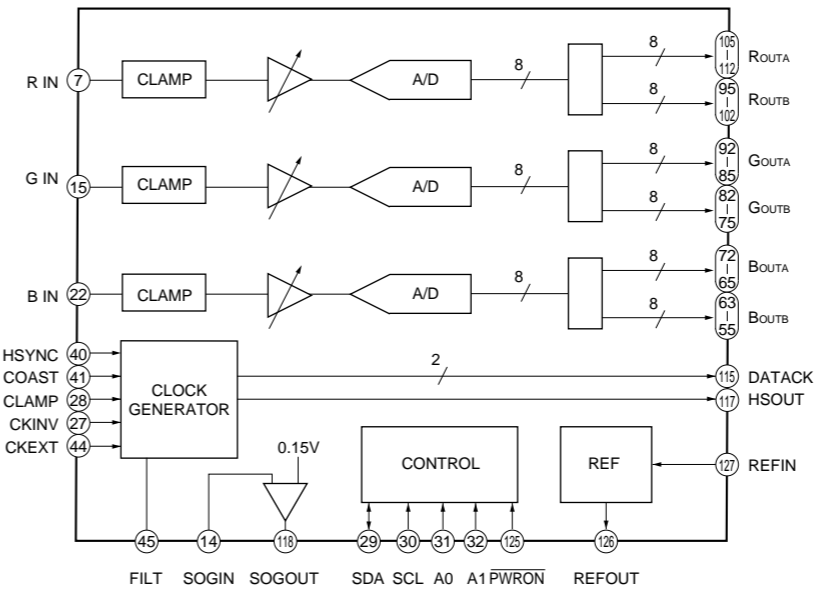 R IN 7 CLAMP A/D 8 8 105 | 112 ROUTA
8 95 | 102 ROUTB
G IN 15 CLAMP A/D 8 8 92 | 85 GOUTA
8 82 | 75 GOUTB
B IN 22 CLAMP A/D 8 8 72 | 65 BOUTA
8 63 | 55 BOUTB
HSYNC 40
COAST 41
CLAMP 28
CKINV 27
CKEXT 44
CLOCK
GENERATOR
2
115 DATACK
117 HSOUT
0.15V
CONTROL
REF
127 REFIN
45 14 118 29 30 31 32 125 126
FILT SOGIN SOGOUT SDA SCL A0 A1 PWRON REFOUT